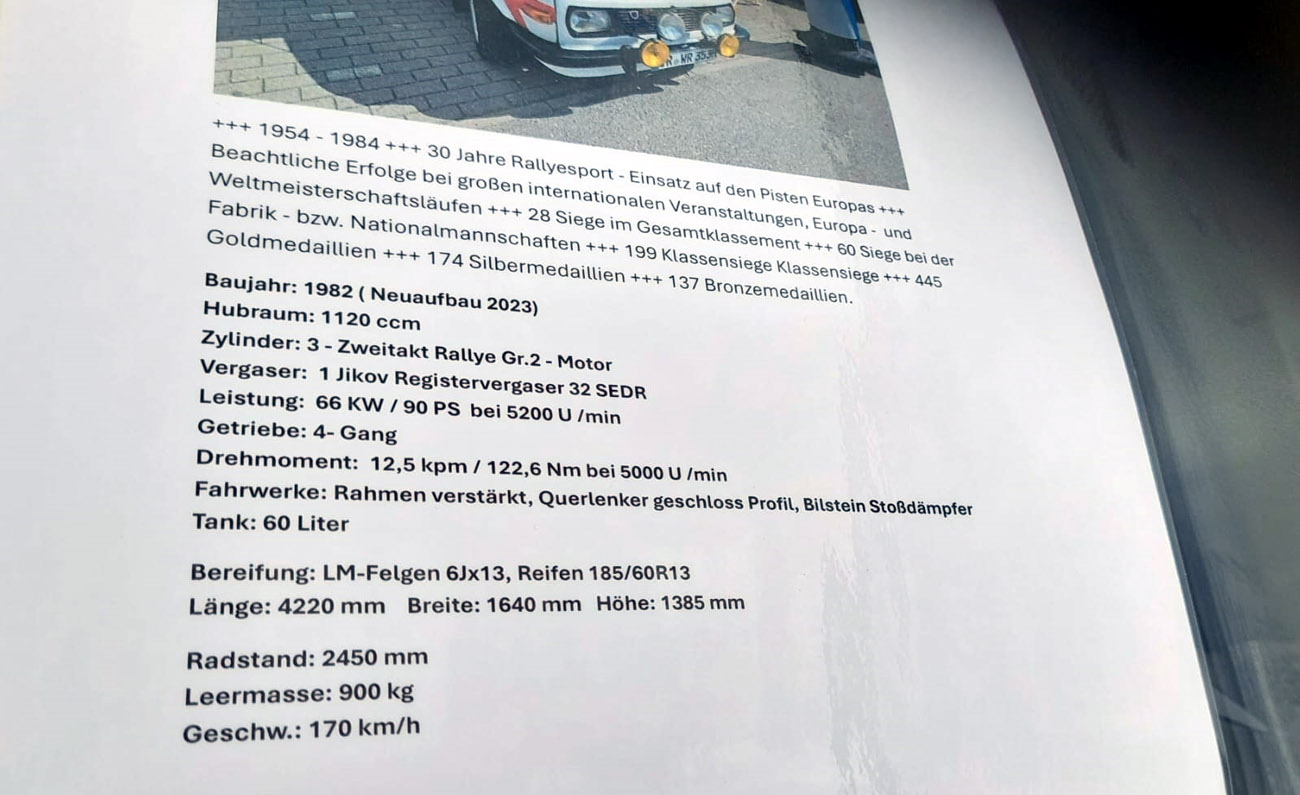 +++ 1954 - 1984 +++ 30 Jahre Rallyesport - Einsatz auf den Pisten Europas +++
Beachtliche Erfolge bei großen internationalen Veranstaltungen, Europa - und
Weltmeisterschaftsläufen +++ 28 Siege im Gesamtklassement +++ 60 Siege bei der
Fabrik - bzw. Nationalmannschaften +++ 199 Klassensiege Klassensiege +++ 445
Goldmedaillien +++ 174 Silbermedaillien +++ 137 Bronzemedaillien.
Baujahr: 1982 ( Neuaufbau 2023)
Hubraum: 1120 ccm
Zylinder: 3 - Zweitakt Rallye Gr.2 - Motor
Vergaser: 1 Jikov Registervergaser 32 SEDR
Leistung: 66 KW / 90 PS bei 5200 U /min
Getriebe: 4- Gang
Drehmoment: 12,5 kpm / 122,6 Nm bei 5000 U /min
Fahrwerke: Rahmen verstärkt, Querlenker geschloss Profil, Bilstein Stoßdämpfer
Tank: 60 Liter
Bereifung: LM-Felgen 6Jx13, Reifen 185/60R13
Länge: 4220 mm Breite: 1640 mm Höhe: 1385 mm
Radstand: 2450 mm
Leermasse: 900 kg
Geschw.: 170 km/h